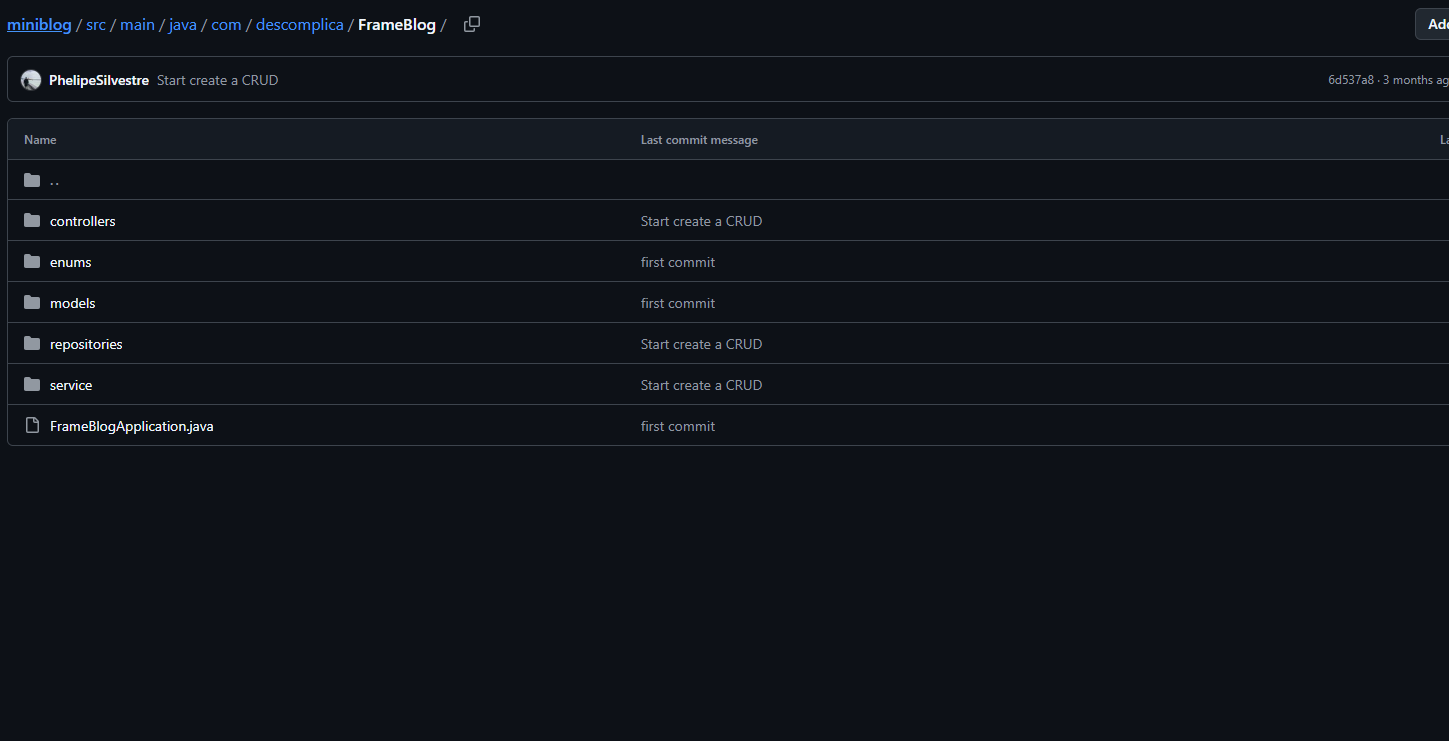 miniblog / src / main / java / com / descomplica / FrameBlog /
Add
PhelipeSilvestre Start create a CRUD 6d537a8 · 3 months ag
Name Last commit message La
..
controllers Start create a CRUD
enums first commit
models first commit
repositories Start create a CRUD
service Start create a CRUD
FrameBlogApplication.java first commit